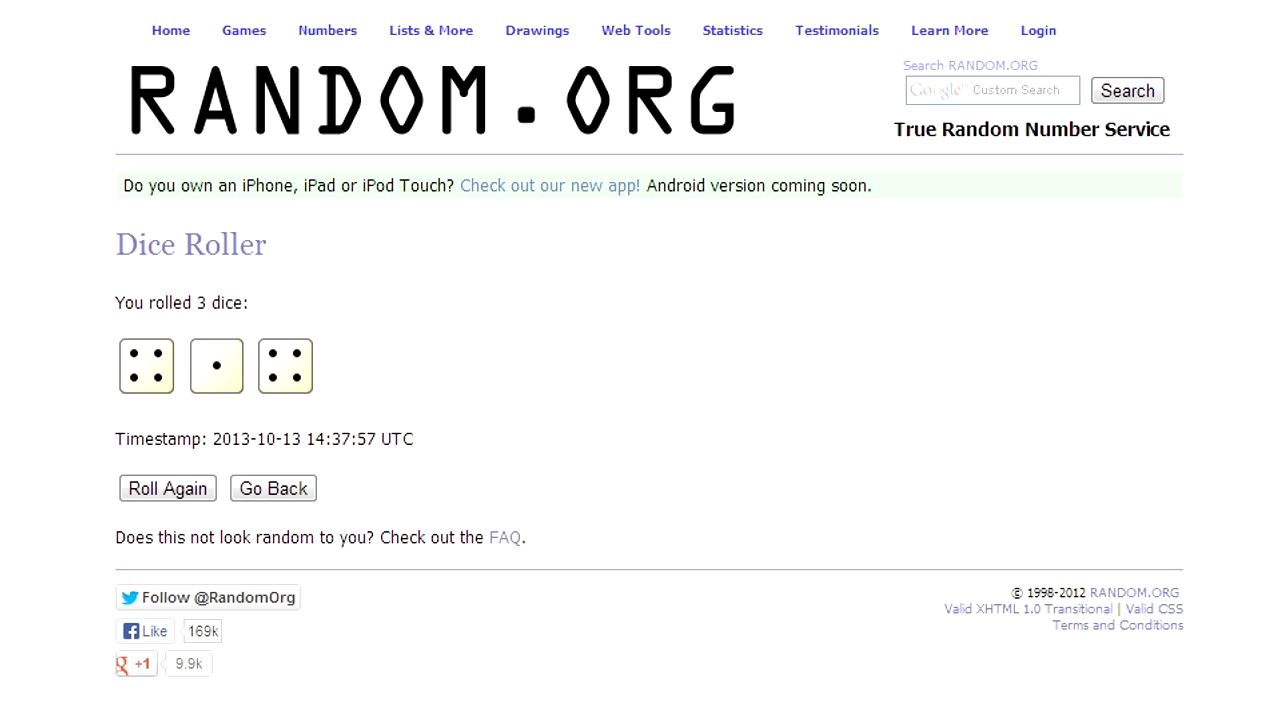 Home Games Numbers Lists & More Drawings Web Tools Statistics Testimonials Learn More Login
RANDOM.ORG
Search RANDOM.ORG
Google™ Custom Search Search
True Random Number Service
Do you own an iPhone, iPad or iPod Touch? Check out our new app! Android version coming soon.
Dice Roller
You rolled 3 dice:
Timestamp: 2013-10-13 14:37:57 UTC
Roll Again Go Back
Does this not look random to you? Check out the FAQ.
Follow @RandomOrg
Like 169k
g +1 9.9k
© 1998-2012 RANDOM.ORG
Valid XHTML 1.0 Transitional | Valid CSS
Terms and Conditions